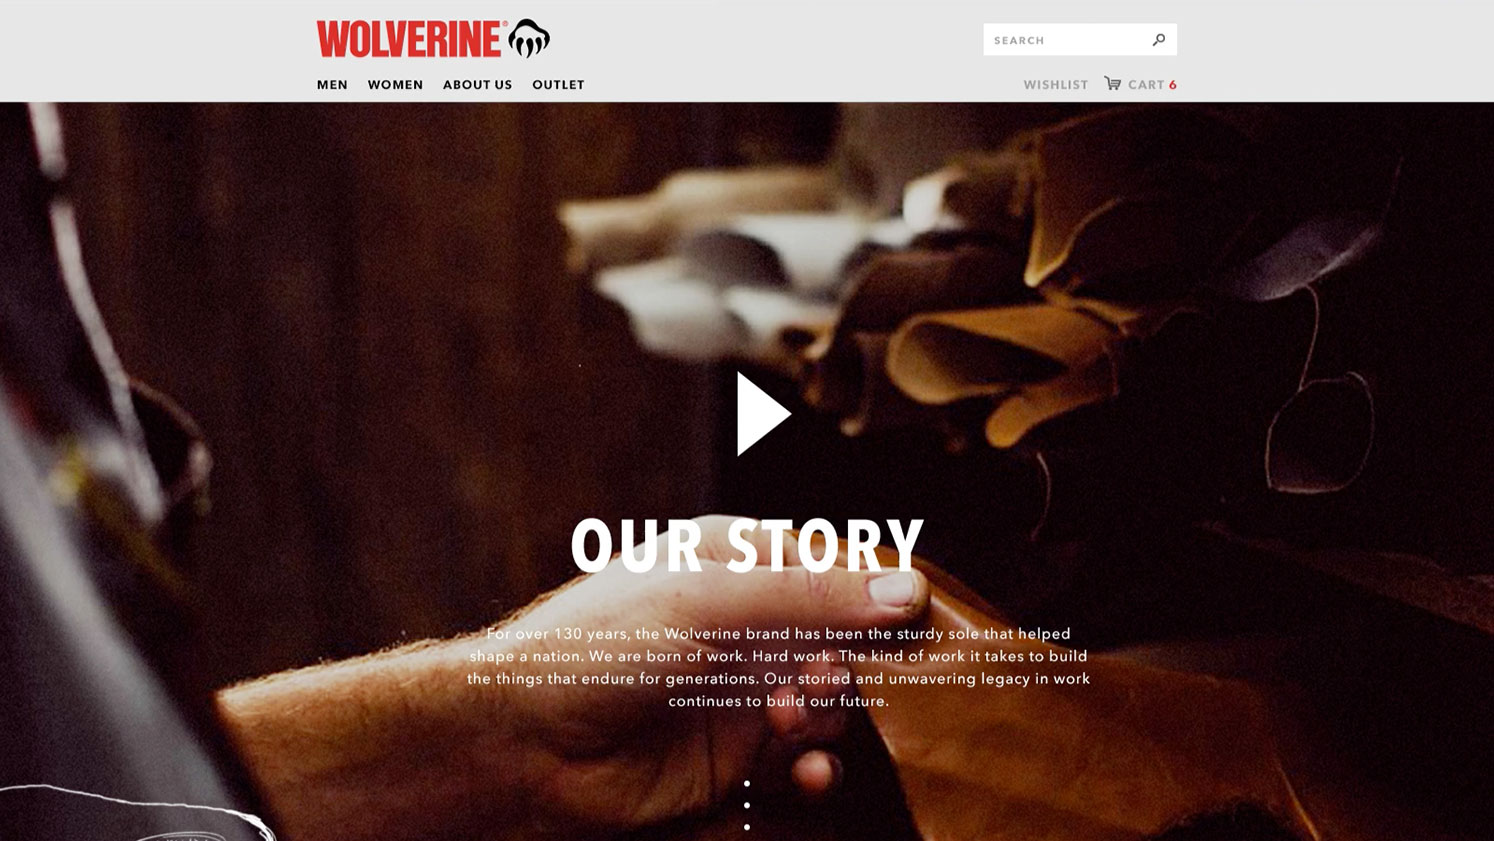 WOLVERINE®
SEARCH
MEN WOMEN ABOUT US OUTLET
WISHLIST CART 6
OUR STORY
For over 130 years, the Wolverine brand has been the sturdy sole that helped
shape a nation. We are born of work. Hard work. The kind of work it takes to build
the things that endure for generations. Our storied and unwavering legacy in work
continues to build our future.